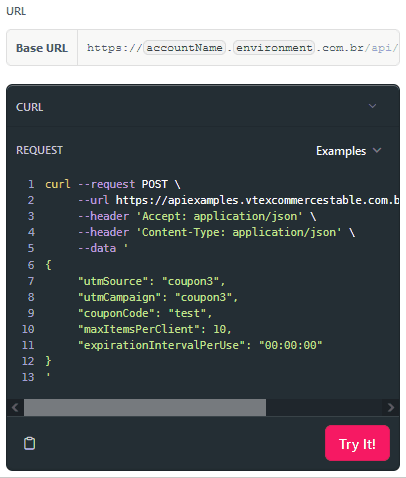 URL
Base URL https://accountName.environment.com.br/api/
CURL
REQUEST Examples
1 curl --request POST \
2 --url https://apiexamples.vtexcommercestable.com.b
3 --header 'Accept: application/json' \
4 --header 'Content-Type: application/json' \
5 --data '
6 {
7 "utmSource": "coupon3",
8 "utmCampaign": "coupon3",
9 "couponCode": "test",
10 "maxItemsPerClient": 10,
11 "expirationIntervalPerUse": "00:00:00"
12 }
13 '
Try It!